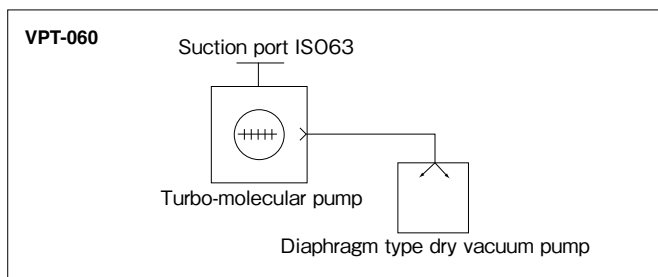 VPT-060
Suction port ISO63
Turbo-molecular pump
Diaphragm type dry vacuum pump